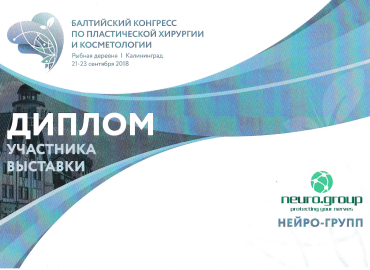 БАЛТИЙСКИЙ КОНГРЕСС
ПО ПЛАСТИЧЕСКОЙ ХИРУРГИИ
И КОСМЕТОЛОГИИ
Рыбная деревня | Калининград
21-23 сентября 2018
ДИПЛОМ
УЧАСТНИКА
ВЫСТАВКИ
neuro.group
protecting your nerves
НЕЙРО-ГРУПП